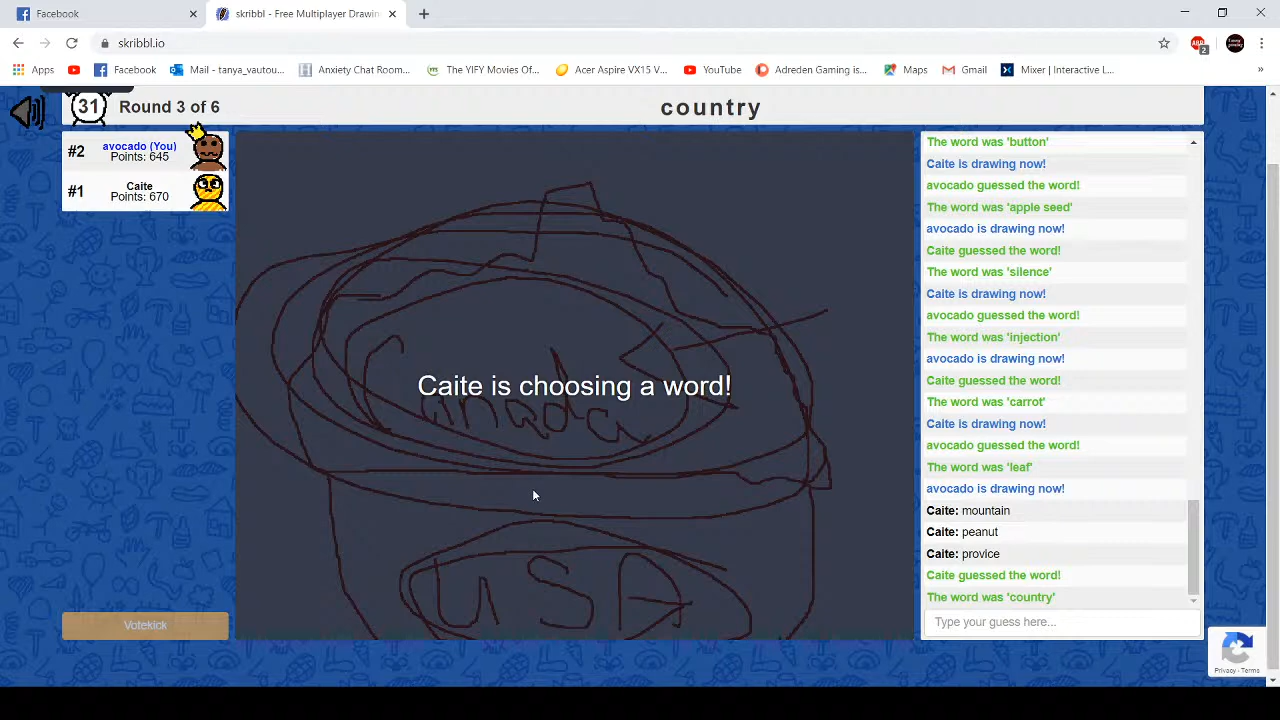 Facebook
skribbl - Free Multiplayer Drawin
skribbl.io
ABP
2
Apps
Facebook
Mail - tanya_vautou...
Anxiety Chat Room...
The YIFY Movies Of...
Acer Aspire VX15 V...
YouTube
Adreden Gaming is...
Maps
Gmail
Mixer | Interactive L...
»
31
Round 3 of 6
country
#2
avocado (You)
Points: 645
#1
Caite
Points: 670
Votekick
Canada
Caite is choosing a word!
USA
The word was 'button'
Caite is drawing now!
avocado guessed the word!
The word was 'apple seed'
avocado is drawing now!
Caite guessed the word!
The word was 'silence'
Caite is drawing now!
avocado guessed the word!
The word was 'injection'
avocado is drawing now!
Caite guessed the word!
The word was 'carrot'
Caite is drawing now!
avocado guessed the word!
The word was 'leaf'
avocado is drawing now!
Caite: mountain
Caite: peanut
Caite: provice
Caite guessed the word!
The word was 'country'
Type your guess here...
Privacy - Terms